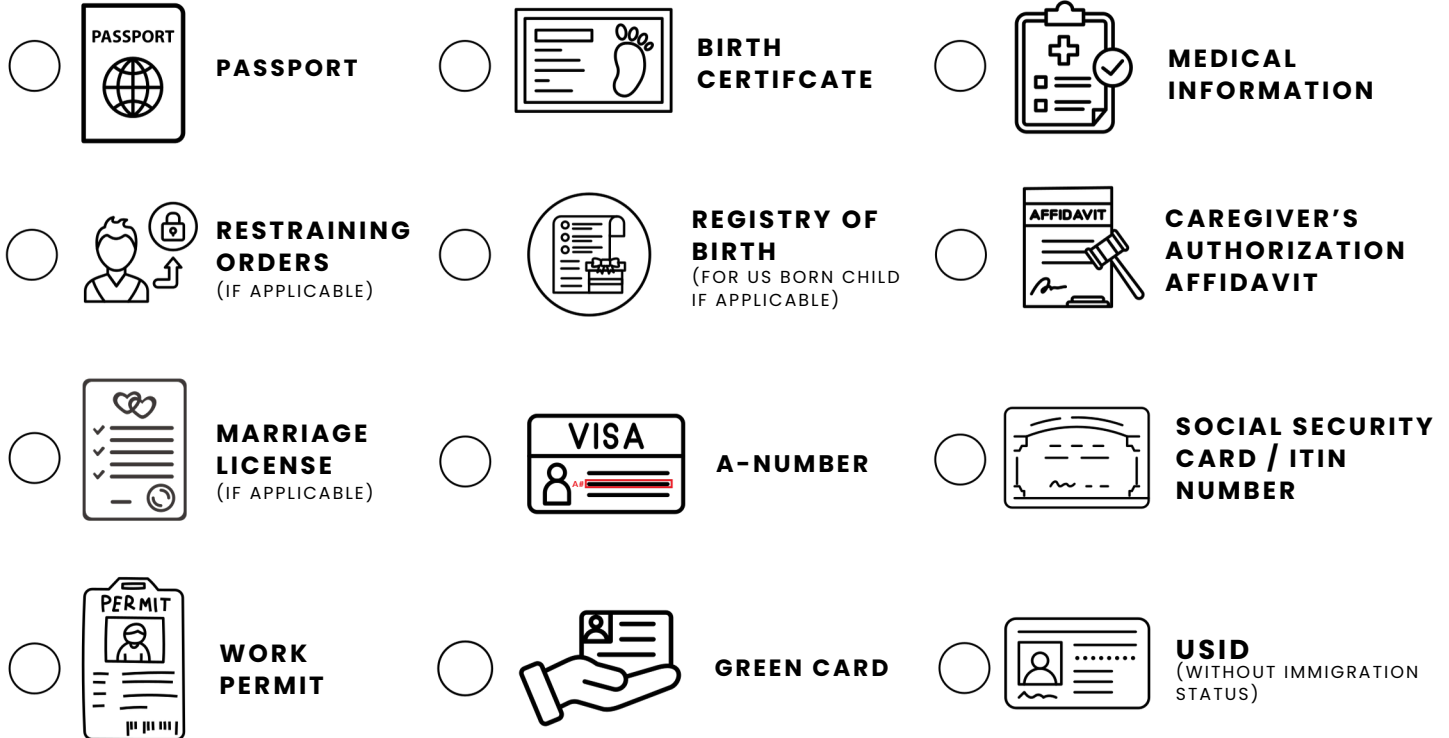 PASSPORT
PASSPORT
BIRTH
CERTIFCATE
MEDICAL
INFORMATION
RESTRAINING
ORDERS
(IF APPLICABLE)
REGISTRY OF
BIRTH
(FOR US BORN CHILD
IF APPLICABLE)
AFFIDAVIT
CAREGIVER’S
AUTHORIZATION
AFFIDAVIT
MARRIAGE
LICENSE
(IF APPLICABLE)
VISA
A#
A-NUMBER
SOCIAL SECURITY
CARD / ITIN
NUMBER
PERMIT
WORK
PERMIT
GREEN CARD
USID
(WITHOUT IMMIGRATION
STATUS)